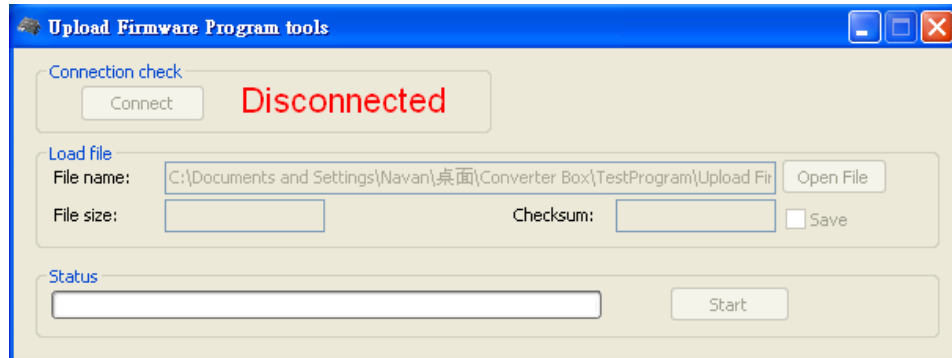 Upload Firmware Program tools
Connection check
Connect
Disconnected
Load file
File name:
C:\Documents and Settings\Navan\桌面\Converter Box\TestProgram\Upload Fir
Open File
File size:
Checksum:
Save
Status
Start